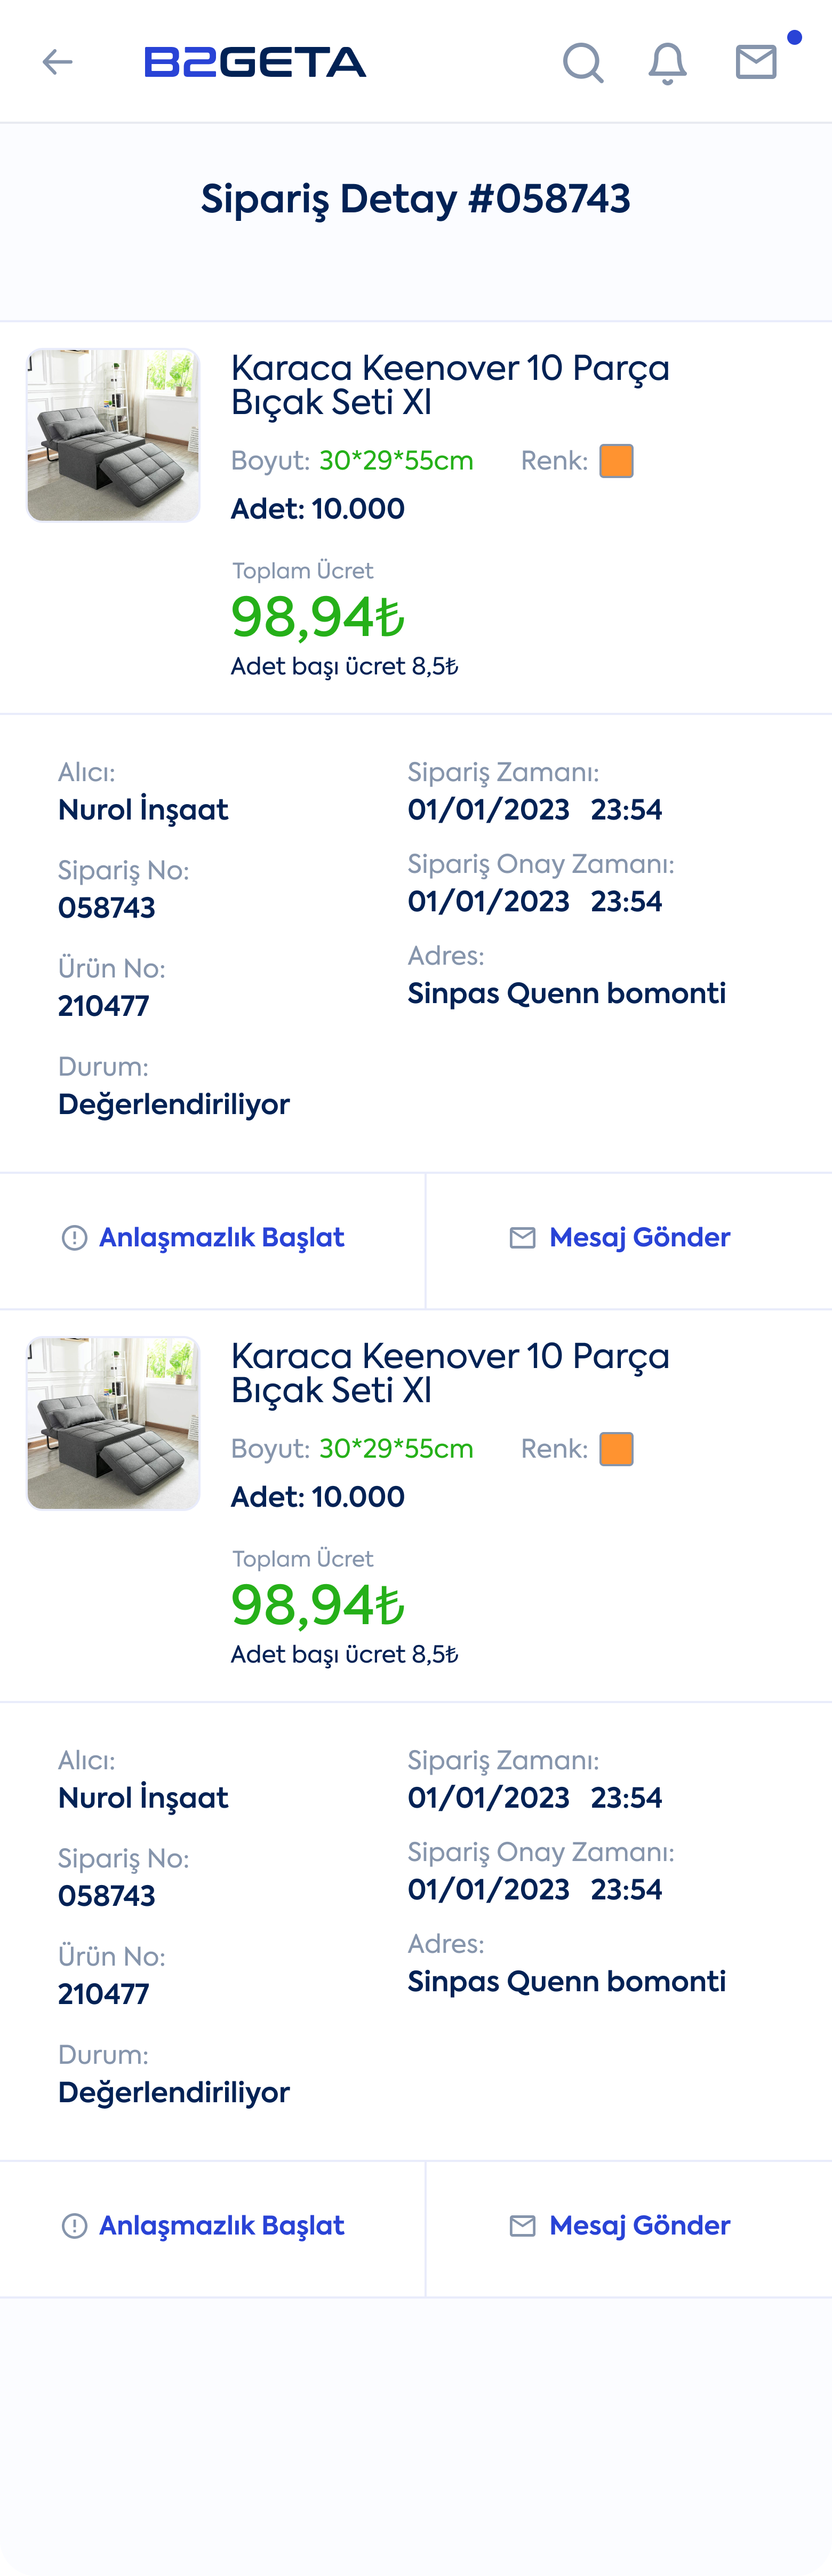 B2GETA
Sipariş Detay #058743
Karaca Keenover 10 Parça
Bıçak Seti Xl
Boyut: 30*29*55cm Renk:
Adet: 10.000
Toplam Ücret
98,94₺
Adet başı ücret 8,5₺
Alıcı:
Nurol İnşaat
Sipariş No:
058743
Ürün No:
210477
Durum:
Değerlendiriliyor
Sipariş Zamanı:
01/01/2023 23:54
Sipariş Onay Zamanı:
01/01/2023 23:54
Adres:
Sinpas Quenn bomonti
Anlaşmazlık Başlat
Mesaj Gönder
Karaca Keenover 10 Parça
Bıçak Seti Xl
Boyut: 30*29*55cm Renk:
Adet: 10.000
Toplam Ücret
98,94₺
Adet başı ücret 8,5₺
Alıcı:
Nurol İnşaat
Sipariş No:
058743
Ürün No:
210477
Durum:
Değerlendiriliyor
Sipariş Zamanı:
01/01/2023 23:54
Sipariş Onay Zamanı:
01/01/2023 23:54
Adres:
Sinpas Quenn bomonti
Anlaşmazlık Başlat
Mesaj Gönder